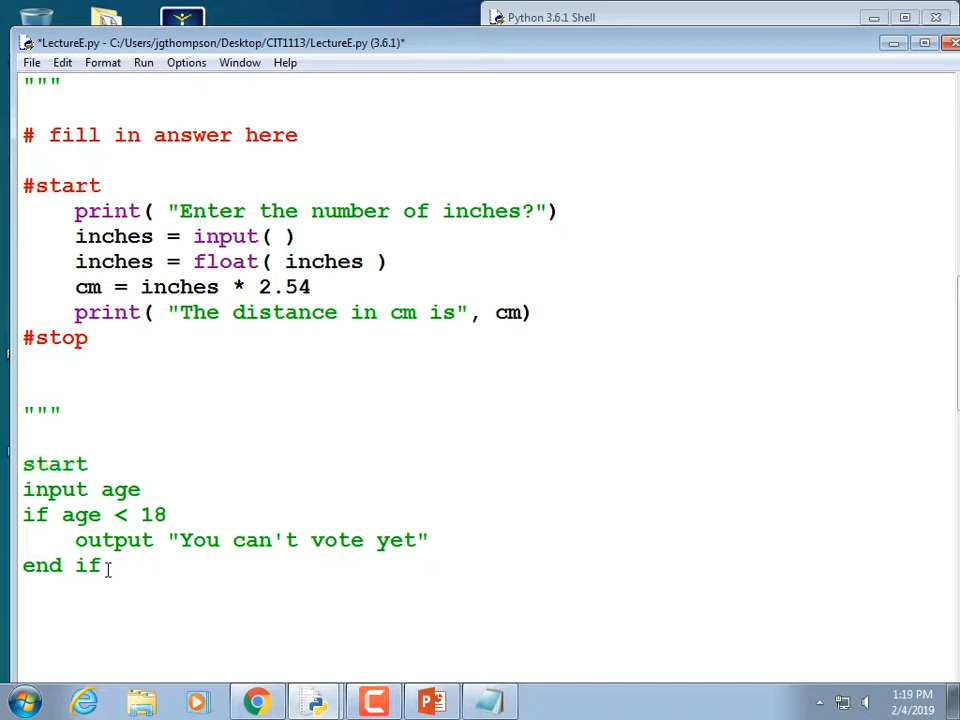 Python 3.6.1 Shell
*LectureE.py - C:/Users/jgthompson/Desktop/CIT1113/LectureE.py (3.6.1)*
File Edit Format Run Options Window Help
"""
# fill in answer here
#start
print( "Enter the number of inches?")
inches = input( )
inches = float( inches )
cm = inches * 2.54
print( "The distance in cm is", cm)
#stop
"""
start
input age
if age < 18
output "You can't vote yet"
end if
1:19 PM
2/4/2019